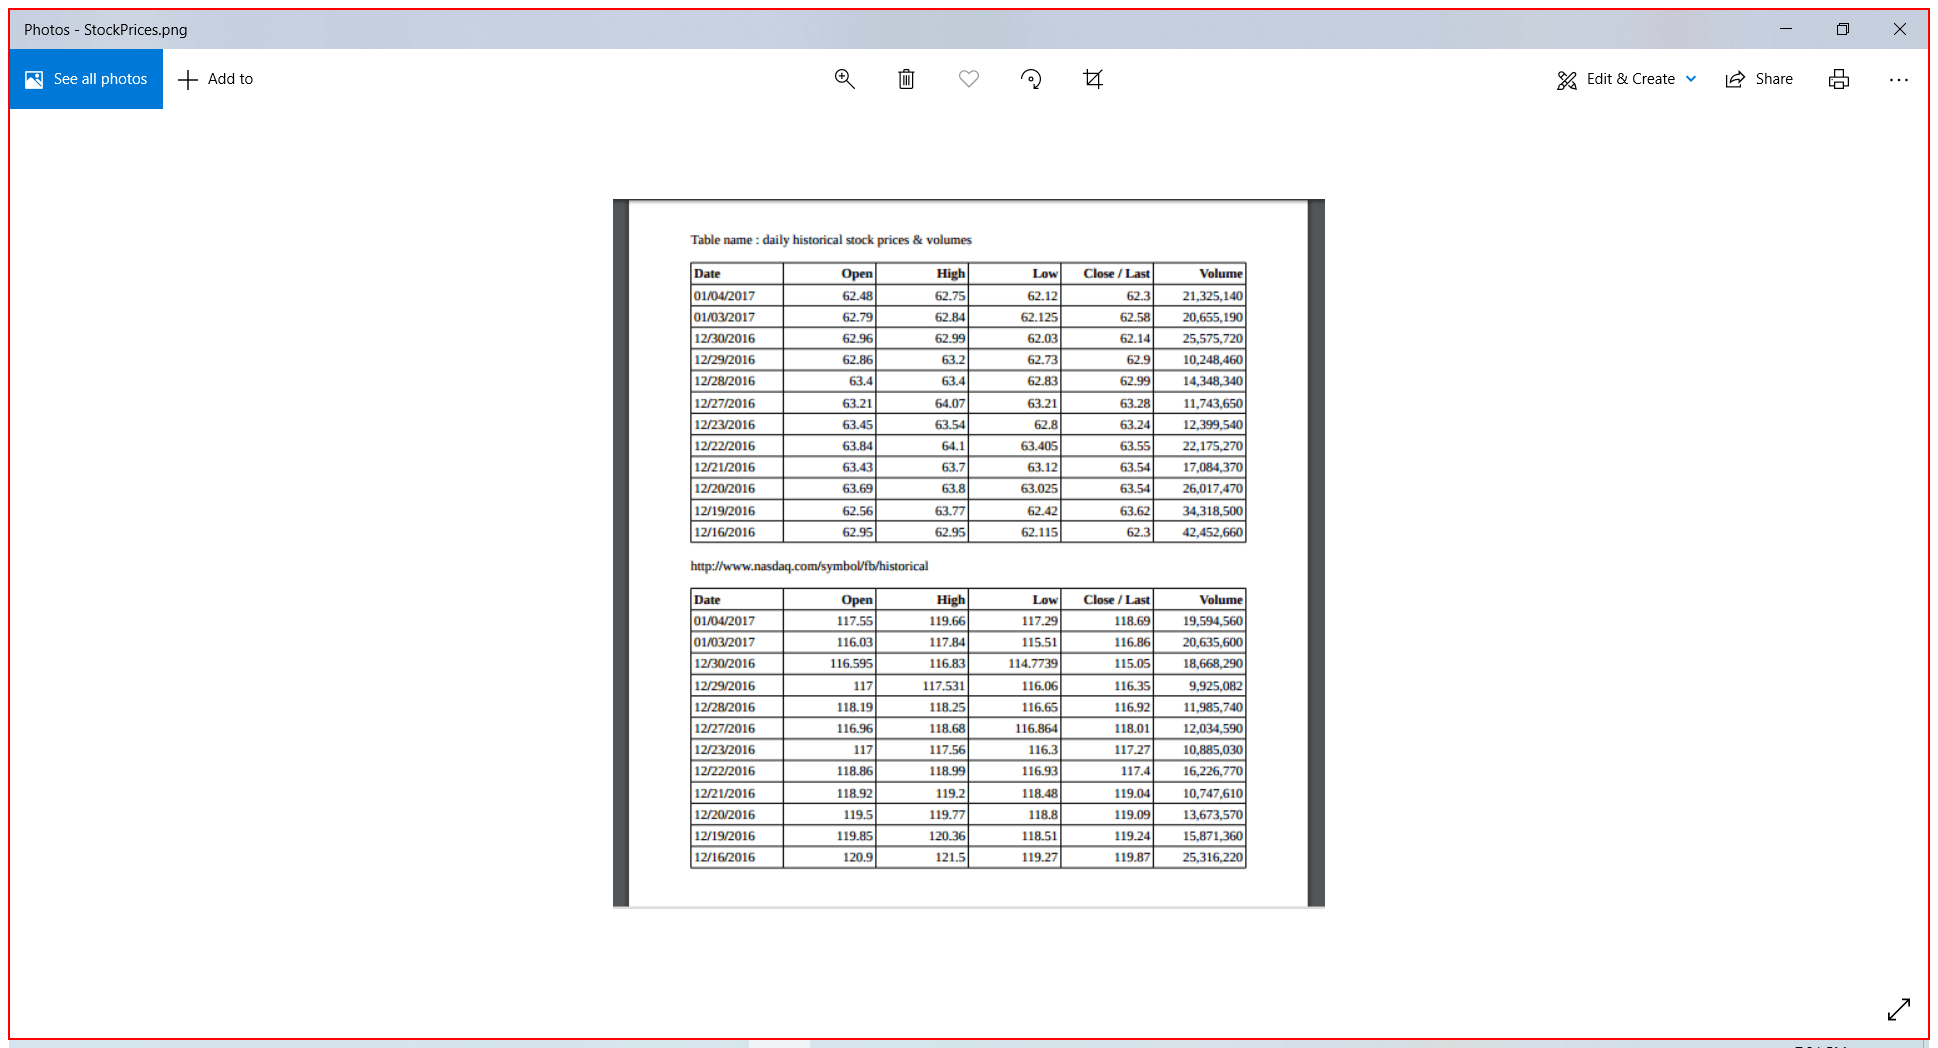 Photos - StockPrices.png
See all photos Add to Edit & Create Share
Table name : daily historical stock prices & volumes
Date Open High Low Close / Last Volume
01/04/2017 62.48 62.75 62.12 62.3 21,325,140
01/03/2017 62.79 62.84 62.125 62.58 20,655,190
12/30/2016 62.96 62.99 62.03 62.14 25,575,720
12/29/2016 62.86 63.2 62.73 62.9 10,248,460
12/28/2016 63.4 63.4 62.83 62.99 14,348,340
12/27/2016 63.21 64.07 63.21 63.28 11,743,650
12/23/2016 63.45 63.54 62.8 63.24 12,399,540
12/22/2016 63.84 64.1 63.405 63.55 22,175,270
12/21/2016 63.43 63.7 63.12 63.54 17,084,370
12/20/2016 63.69 63.8 63.025 63.54 26,017,470
12/19/2016 62.56 63.77 62.42 63.62 34,318,500
12/16/2016 62.95 62.95 62.115 62.3 42,452,660
http://www.nasdaq.com/symbol/fb/historical
Date Open High Low Close / Last Volume
01/04/2017 117.55 119.66 117.29 118.69 19,594,560
01/03/2017 116.03 117.84 115.51 116.86 20,635,600
12/30/2016 116.595 116.83 114.7739 115.05 18,668,290
12/29/2016 117 117.531 116.06 116.35 9,925,082
12/28/2016 118.19 118.25 116.65 116.92 11,985,740
12/27/2016 116.96 118.68 116.864 118.01 12,034,590
12/23/2016 117 117.56 116.3 117.27 10,885,030
12/22/2016 118.86 118.99 116.93 117.4 16,226,770
12/21/2016 118.92 119.2 118.48 119.04 10,747,610
12/20/2016 119.5 119.77 118.8 119.09 13,673,570
12/19/2016 119.85 120.36 118.51 119.24 15,871,360
12/16/2016 120.9 121.5 119.27 119.87 25,316,220